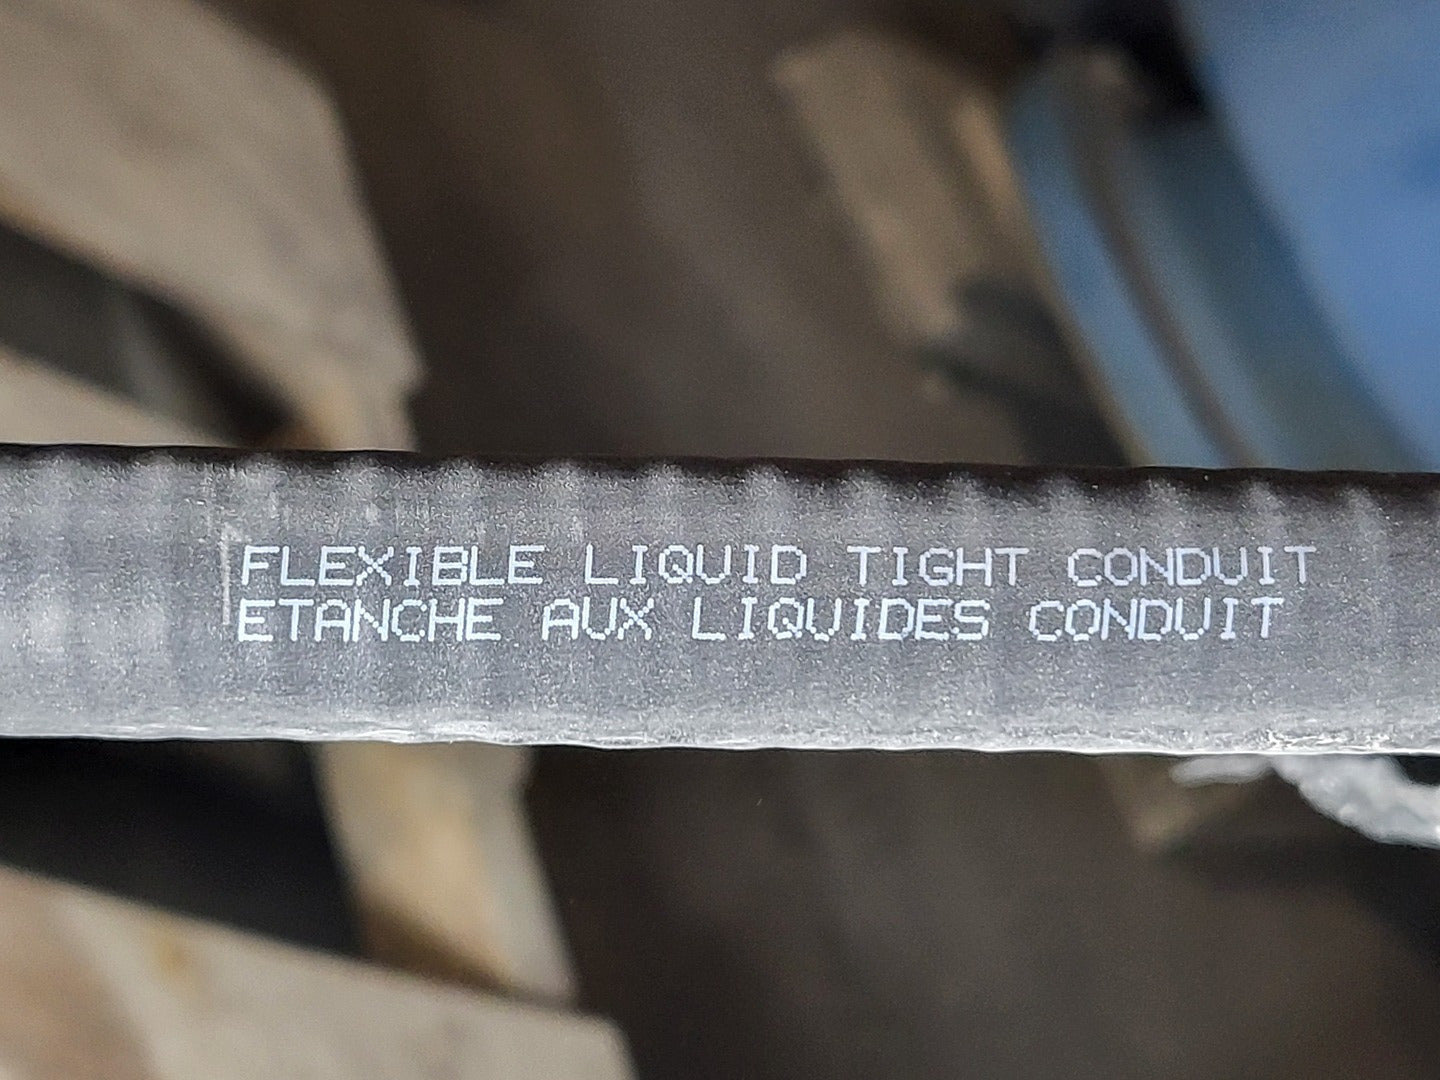 FLEXIBLE LIQUID TIGHT CONDUIT
ETANCHE AUX LIQUIDES CONDUIT